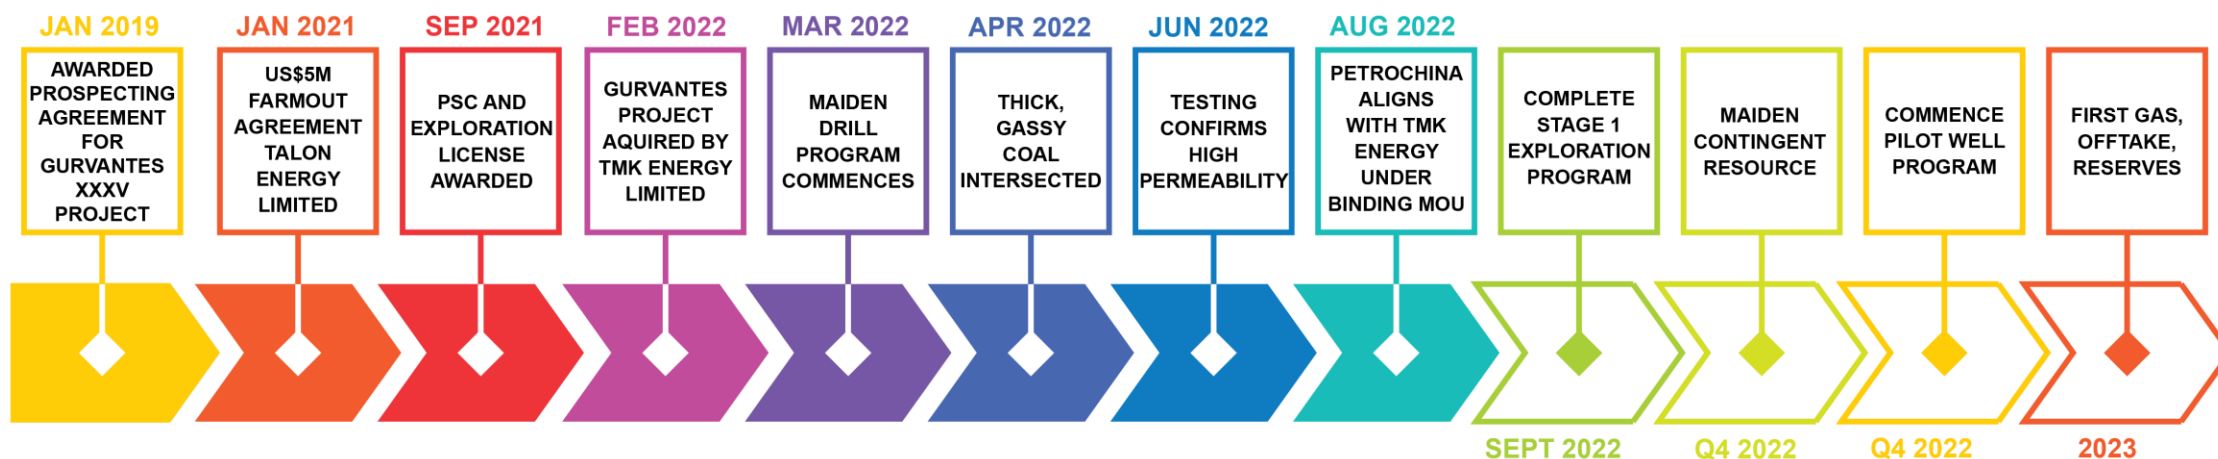 JAN 2019
AWARDED
PROSPECTING
AGREEMENT
FOR
GURVANTES
XXXV
PROJECT
JAN 2021
US$5M
FARMOUT
AGREEMENT
TALON
ENERGY
LIMITED
SEP 2021
PSC AND
EXPLORATION
LICENSE
AWARDED
FEB 2022
GURVANTES
PROJECT
AQUIRED BY
TMK ENERGY
LIMITED
MAR 2022
MAIDEN
DRILL
PROGRAM
COMMENCES
APR 2022
THICK,
GASSY
COAL
INTERSECTED
JUN 2022
TESTING
CONFIRMS
HIGH
PERMEABILITY
AUG 2022
PETROCHINA
ALIGNS
WITH TMK
ENERGY
UNDER
BINDING MOU
COMPLETE
STAGE 1
EXPLORATION
PROGRAM
SEPT 2022
MAIDEN
CONTINGENT
RESOURCE
Q4 2022
COMMENCE
PILOT WELL
PROGRAM
Q4 2022
FIRST GAS,
OFFTAKE,
RESERVES
2023